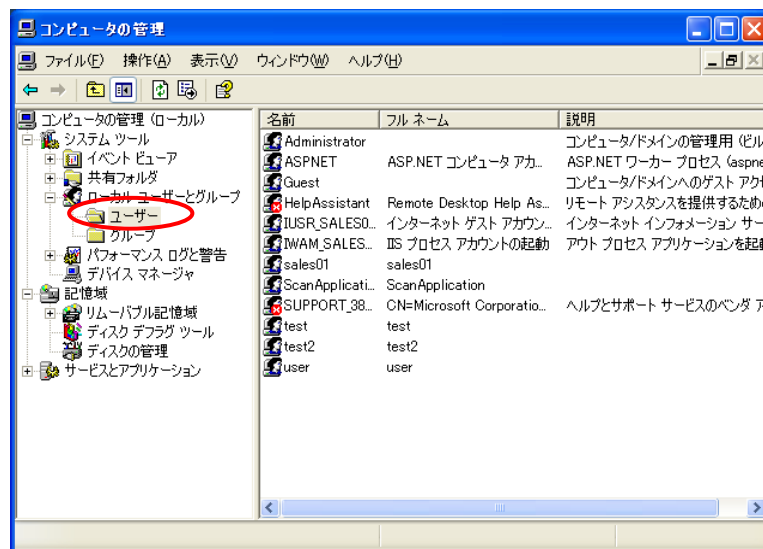 コンピュータの管理
ファイル(F) 操作(A) 表示(V) ウィンドウ(W) ヘルプ(H)
コンピュータの管理 (ローカル)
システム ツール
イベント ビューア
共有フォルダ
ローカル ユーザーとグループ
ユーザー
グループ
パフォーマンス ログと警告
デバイス マネージャ
記憶域
リムーバブル記憶域
ディスク デフラグ ツール
ディスクの管理
サービスとアプリケーション
名前 フル ネーム 説明
Administrator コンピュータ/ドメインの管理用 (ビル
ASPNET ASP.NET コンピュータ アカ... ASP.NET ワーカー プロセス (aspne
Guest コンピュータ/ドメインへのゲスト アクセ
HelpAssistant Remote Desktop Help As... リモート アシスタンスを提供するため
IUSR_SALES0... インターネット ゲスト アカウン... インターネット インフォメーション サー
IWAM_SALES... IIS プロセス アカウントの起動 アウト プロセス アプリケーションを起
sales01 sales01
ScanApplicati... ScanApplication
SUPPORT_38... CN=Microsoft Corporatio... ヘルプとサポート サービスのベンダ ア
test test
test2 test2
user user